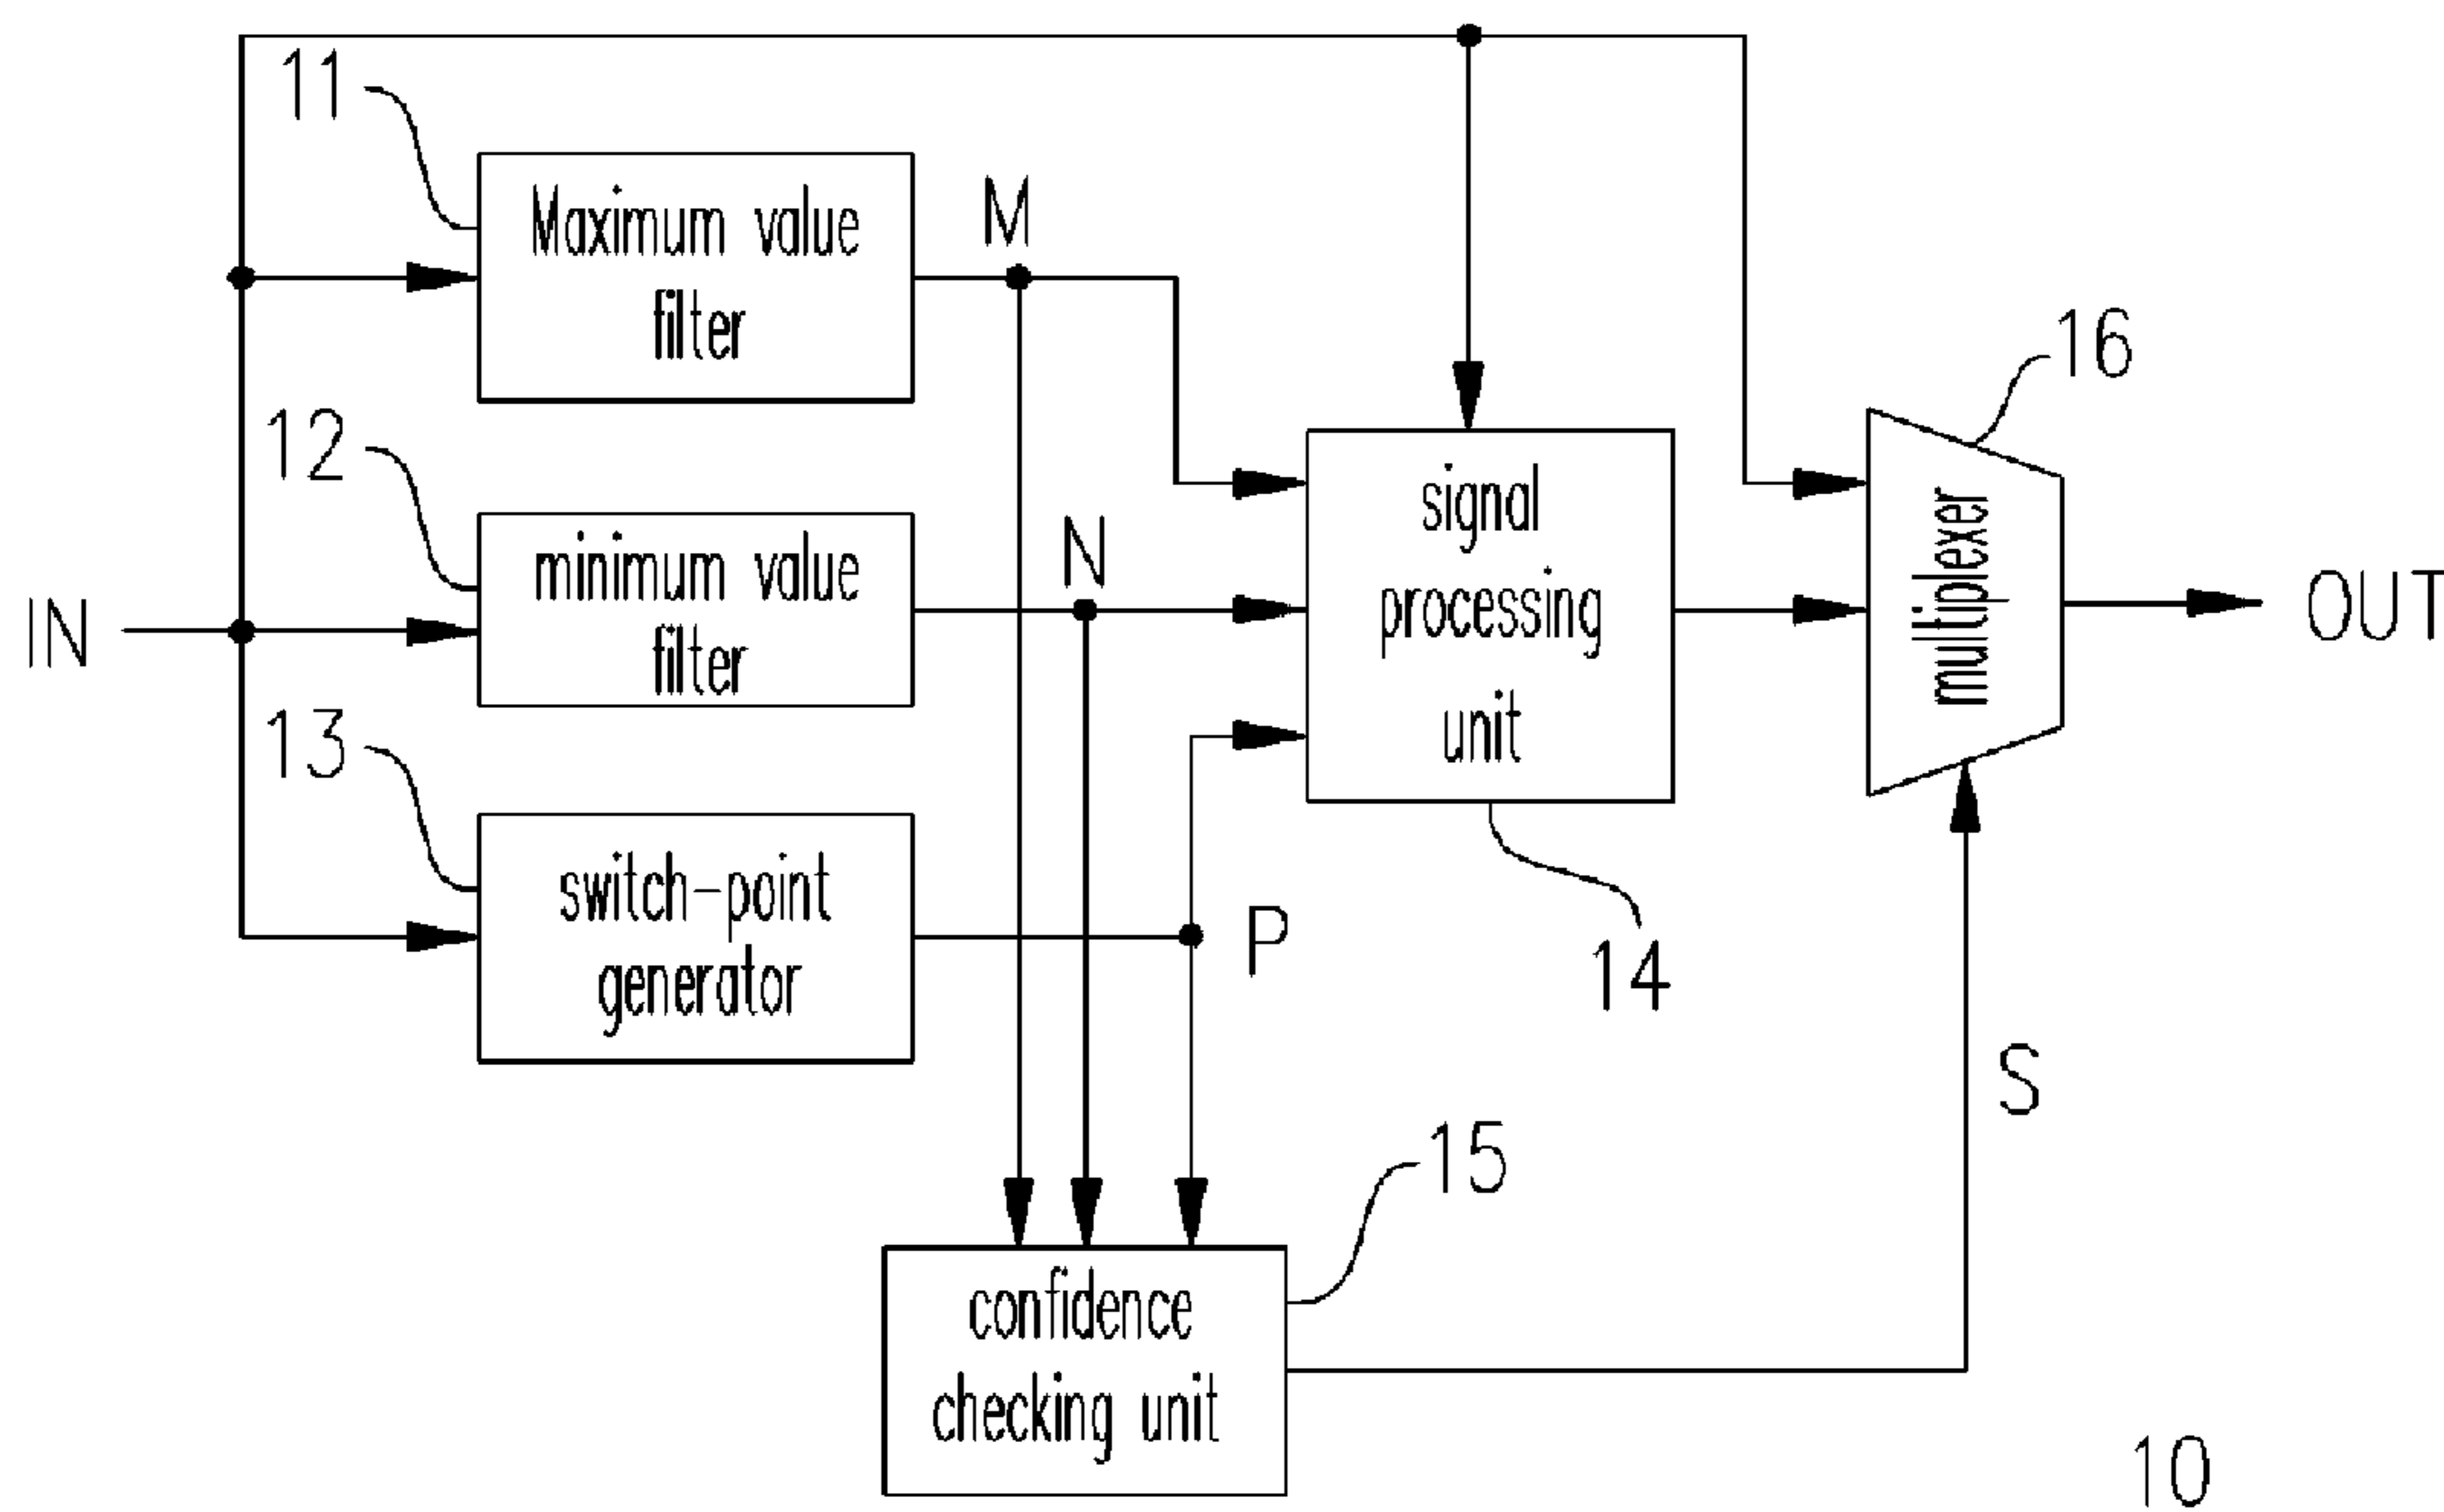 11
Maximum value
filter
M
12
minimum value
filter
N
IN
13
switch-point
generator
P
signal
processing
unit
14
16
multiplexer
OUT
S
15
confidence
checking unit
10